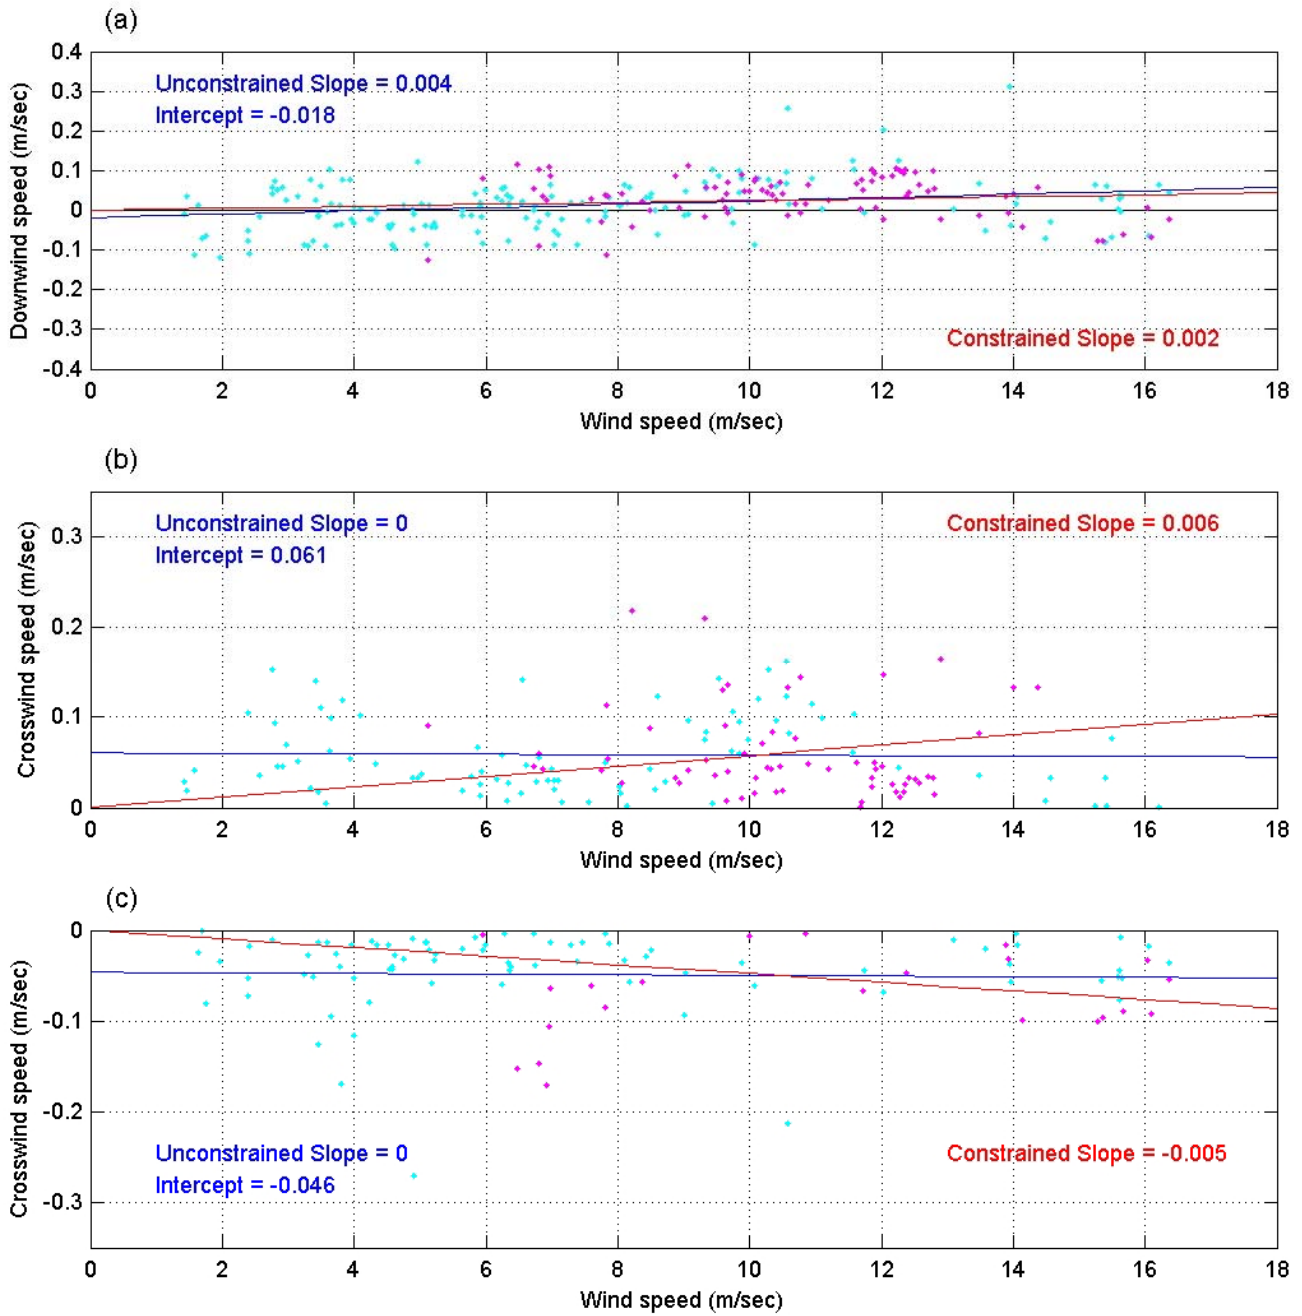 (a)
0.4
0.3
0.2
0.1
0
-0.1
-0.2
-0.3
-0.4
Downwind speed (m/sec)
Unconstrained Slope = 0.004
Intercept = -0.018
Constrained Slope = 0.002
0 2 4 6 8 10 12 14 16 18
Wind speed (m/sec)
(b)
0.3
0.2
0.1
0
Crosswind speed (m/sec)
Unconstrained Slope = 0
Intercept = 0.061
Constrained Slope = 0.006
0 2 4 6 8 10 12 14 16 18
Wind speed (m/sec)
(c)
0
-0.1
-0.2
-0.3
Crosswind speed (m/sec)
Unconstrained Slope = 0
Intercept = -0.046
Constrained Slope = -0.005
0 2 4 6 8 10 12 14 16 18
Wind speed (m/sec)